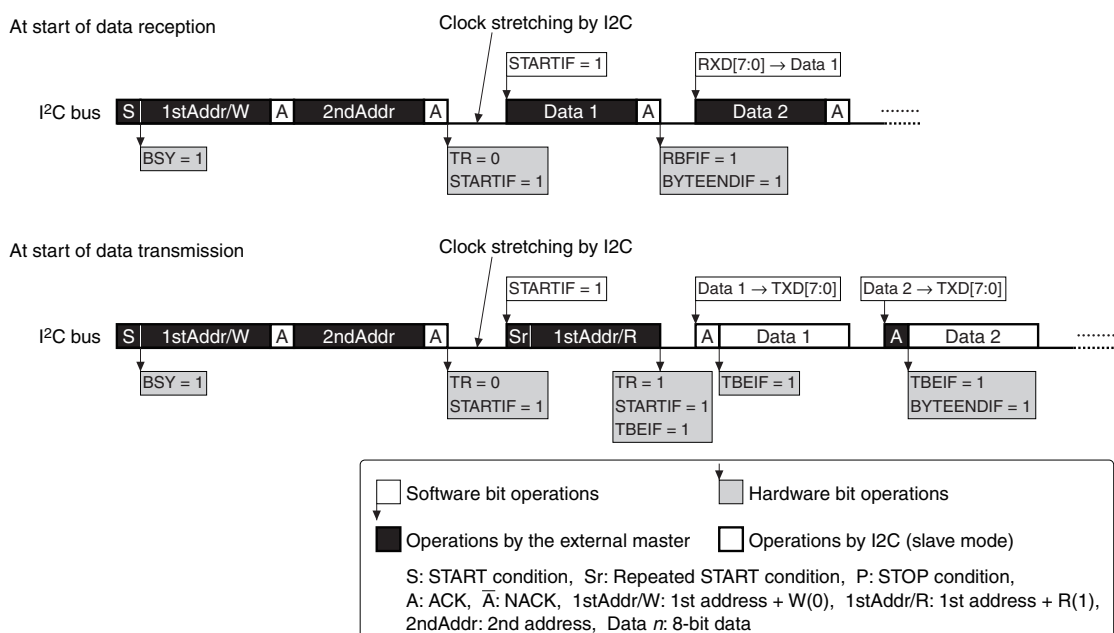 At start of data reception
Clock stretching by I2C
STARTIF = 1
RXD[7:0] → Data 1
I²C bus
S 1stAddr/W A 2ndAddr A Data 1 A Data 2 A
BSY = 1
TR = 0
STARTIF = 1
RBFIF = 1
BYTEENDIF = 1
At start of data transmission
Clock stretching by I2C
STARTIF = 1
Data 1 → TXD[7:0]
Data 2 → TXD[7:0]
I²C bus
S 1stAddr/W A 2ndAddr A Sr 1stAddr/R A Data 1 A Data 2
BSY = 1
TR = 0
STARTIF = 1
TR = 1
STARTIF = 1
TBEIF = 1
TBEIF = 1
TBEIF = 1
BYTEENDIF = 1
Software bit operations
Hardware bit operations
Operations by the external master
Operations by I2C (slave mode)
S: START condition, Sr: Repeated START condition, P: STOP condition,
A: ACK, A̅: NACK, 1stAddr/W: 1st address + W(0), 1stAddr/R: 1st address + R(1),
2ndAddr: 2nd address, Data n: 8-bit data